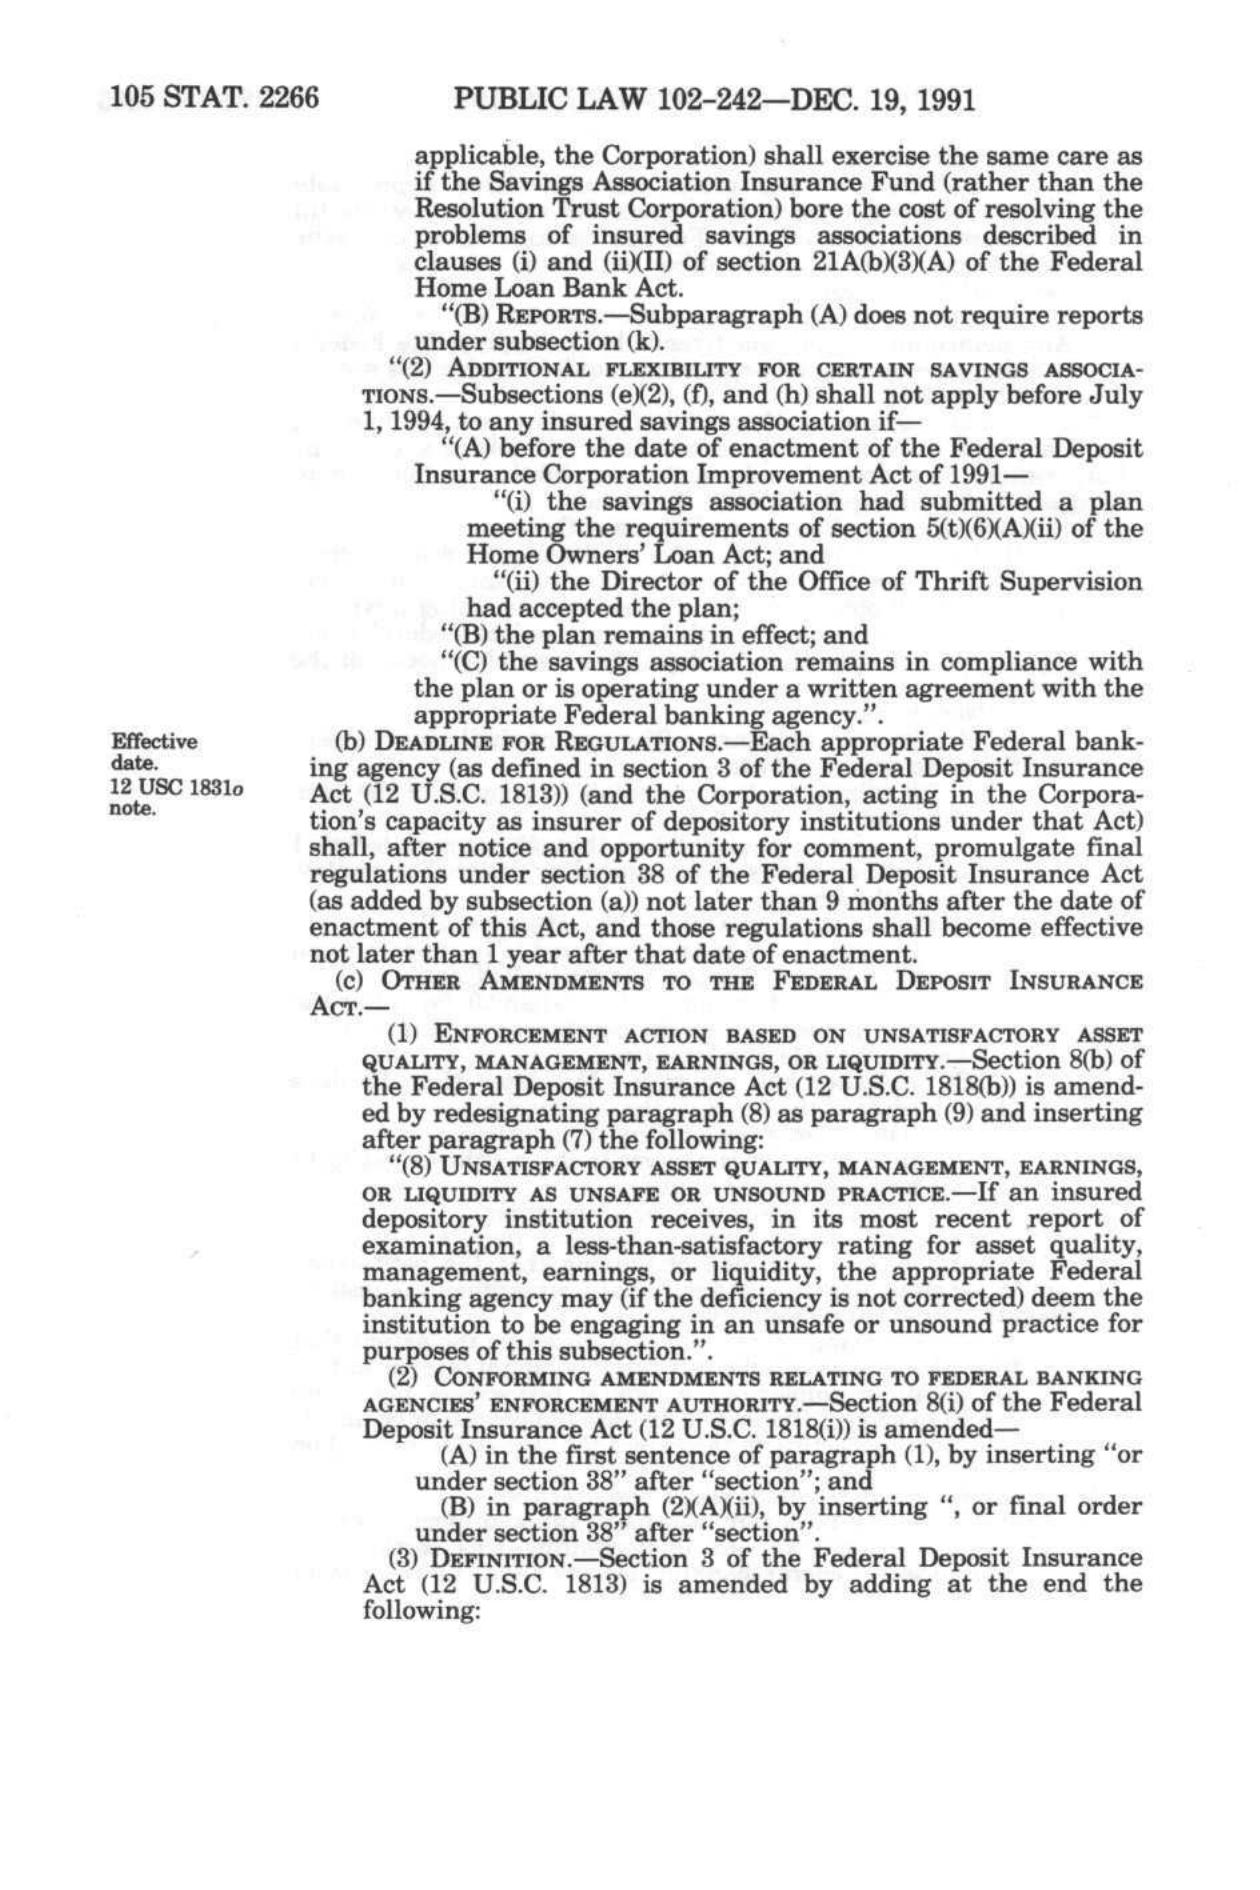 105 STAT. 2266 PUBLIC LAW 102-242—DEC. 19, 1991
applicable, the Corporation) shall exercise the same care as
if the Savings Association Insurance Fund (rather than the
Resolution Trust Corporation) bore the cost of resolving the
problems of insured savings associations described in
clauses (i) and (ii)(II) of section 21A(b)(3)(A) of the Federal
Home Loan Bank Act.
“(B) REPORTS.—Subparagraph (A) does not require reports
under subsection (k).
“(2) ADDITIONAL FLEXIBILITY FOR CERTAIN SAVINGS ASSOCIA-
TIONS.—Subsections (e)(2), (f), and (h) shall not apply before July
1, 1994, to any insured savings association if—
“(A) before the date of enactment of the Federal Deposit
Insurance Corporation Improvement Act of 1991—
“(i) the savings association had submitted a plan
meeting the requirements of section 5(t)(6)(A)(ii) of the
Home Owners’ Loan Act; and
“(ii) the Director of the Office of Thrift Supervision
had accepted the plan;
“(B) the plan remains in effect; and
“(C) the savings association remains in compliance with
the plan or is operating under a written agreement with the
appropriate Federal banking agency.”.
Effective
date.
12 USC 1831o
note.
(b) DEADLINE FOR REGULATIONS.—Each appropriate Federal bank-
ing agency (as defined in section 3 of the Federal Deposit Insurance
Act (12 U.S.C. 1813)) (and the Corporation, acting in the Corpora-
tion’s capacity as insurer of depository institutions under that Act)
shall, after notice and opportunity for comment, promulgate final
regulations under section 38 of the Federal Deposit Insurance Act
(as added by subsection (a)) not later than 9 months after the date of
enactment of this Act, and those regulations shall become effective
not later than 1 year after that date of enactment.
(c) OTHER AMENDMENTS TO THE FEDERAL DEPOSIT INSURANCE
ACT.—
(1) ENFORCEMENT ACTION BASED ON UNSATISFACTORY ASSET
QUALITY, MANAGEMENT, EARNINGS, OR LIQUIDITY.—Section 8(b) of
the Federal Deposit Insurance Act (12 U.S.C. 1818(b)) is amend-
ed by redesignating paragraph (8) as paragraph (9) and inserting
after paragraph (7) the following:
“(8) UNSATISFACTORY ASSET QUALITY, MANAGEMENT, EARNINGS,
OR LIQUIDITY AS UNSAFE OR UNSOUND PRACTICE.—If an insured
depository institution receives, in its most recent report of
examination, a less-than-satisfactory rating for asset quality,
management, earnings, or liquidity, the appropriate Federal
banking agency may (if the deficiency is not corrected) deem the
institution to be engaging in an unsafe or unsound practice for
purposes of this subsection.”.
(2) CONFORMING AMENDMENTS RELATING TO FEDERAL BANKING
AGENCIES’ ENFORCEMENT AUTHORITY.—Section 8(i) of the Federal
Deposit Insurance Act (12 U.S.C. 1818(i)) is amended—
(A) in the first sentence of paragraph (1), by inserting “or
under section 38” after “section”; and
(B) in paragraph (2)(A)(ii), by inserting “, or final order
under section 38” after “section”.
(3) DEFINITION.—Section 3 of the Federal Deposit Insurance
Act (12 U.S.C. 1813) is amended by adding at the end the
following: